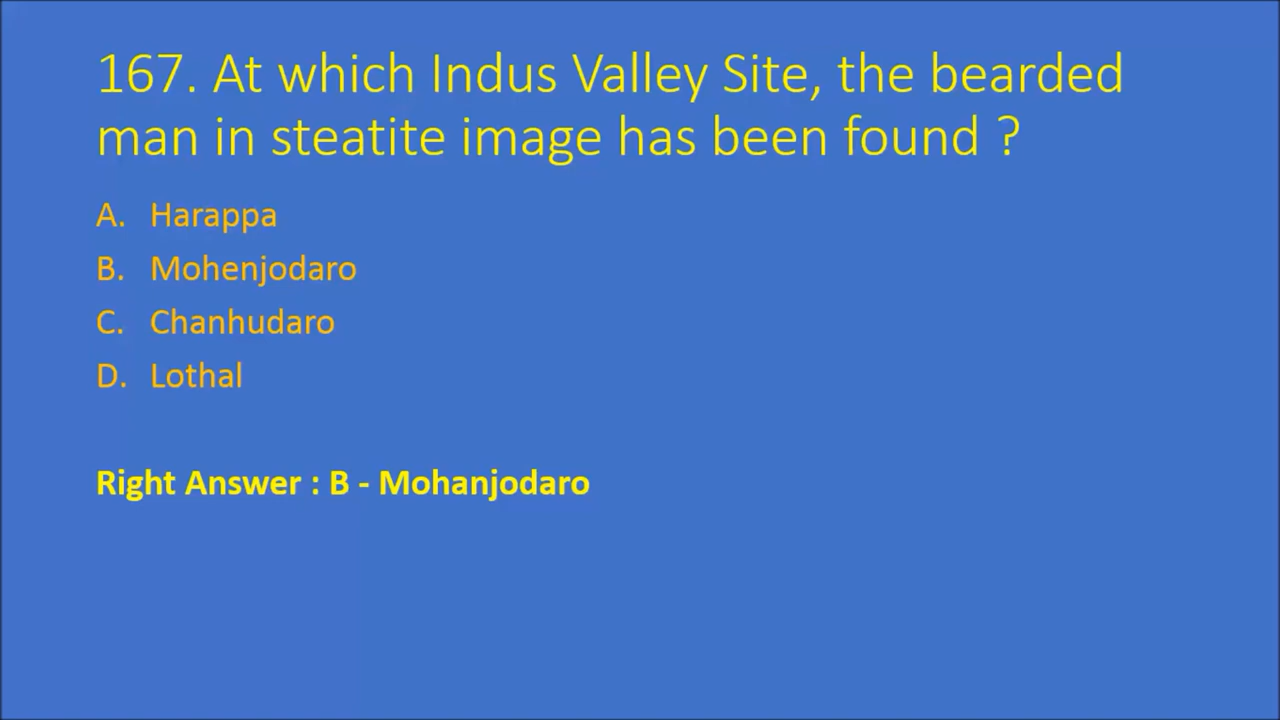 167. At which Indus Valley Site, the bearded
man in steatite image has been found ?
A. Harappa
B. Mohenjodaro
C. Chanhudaro
D. Lothal
Right Answer : B - Mohanjodaro